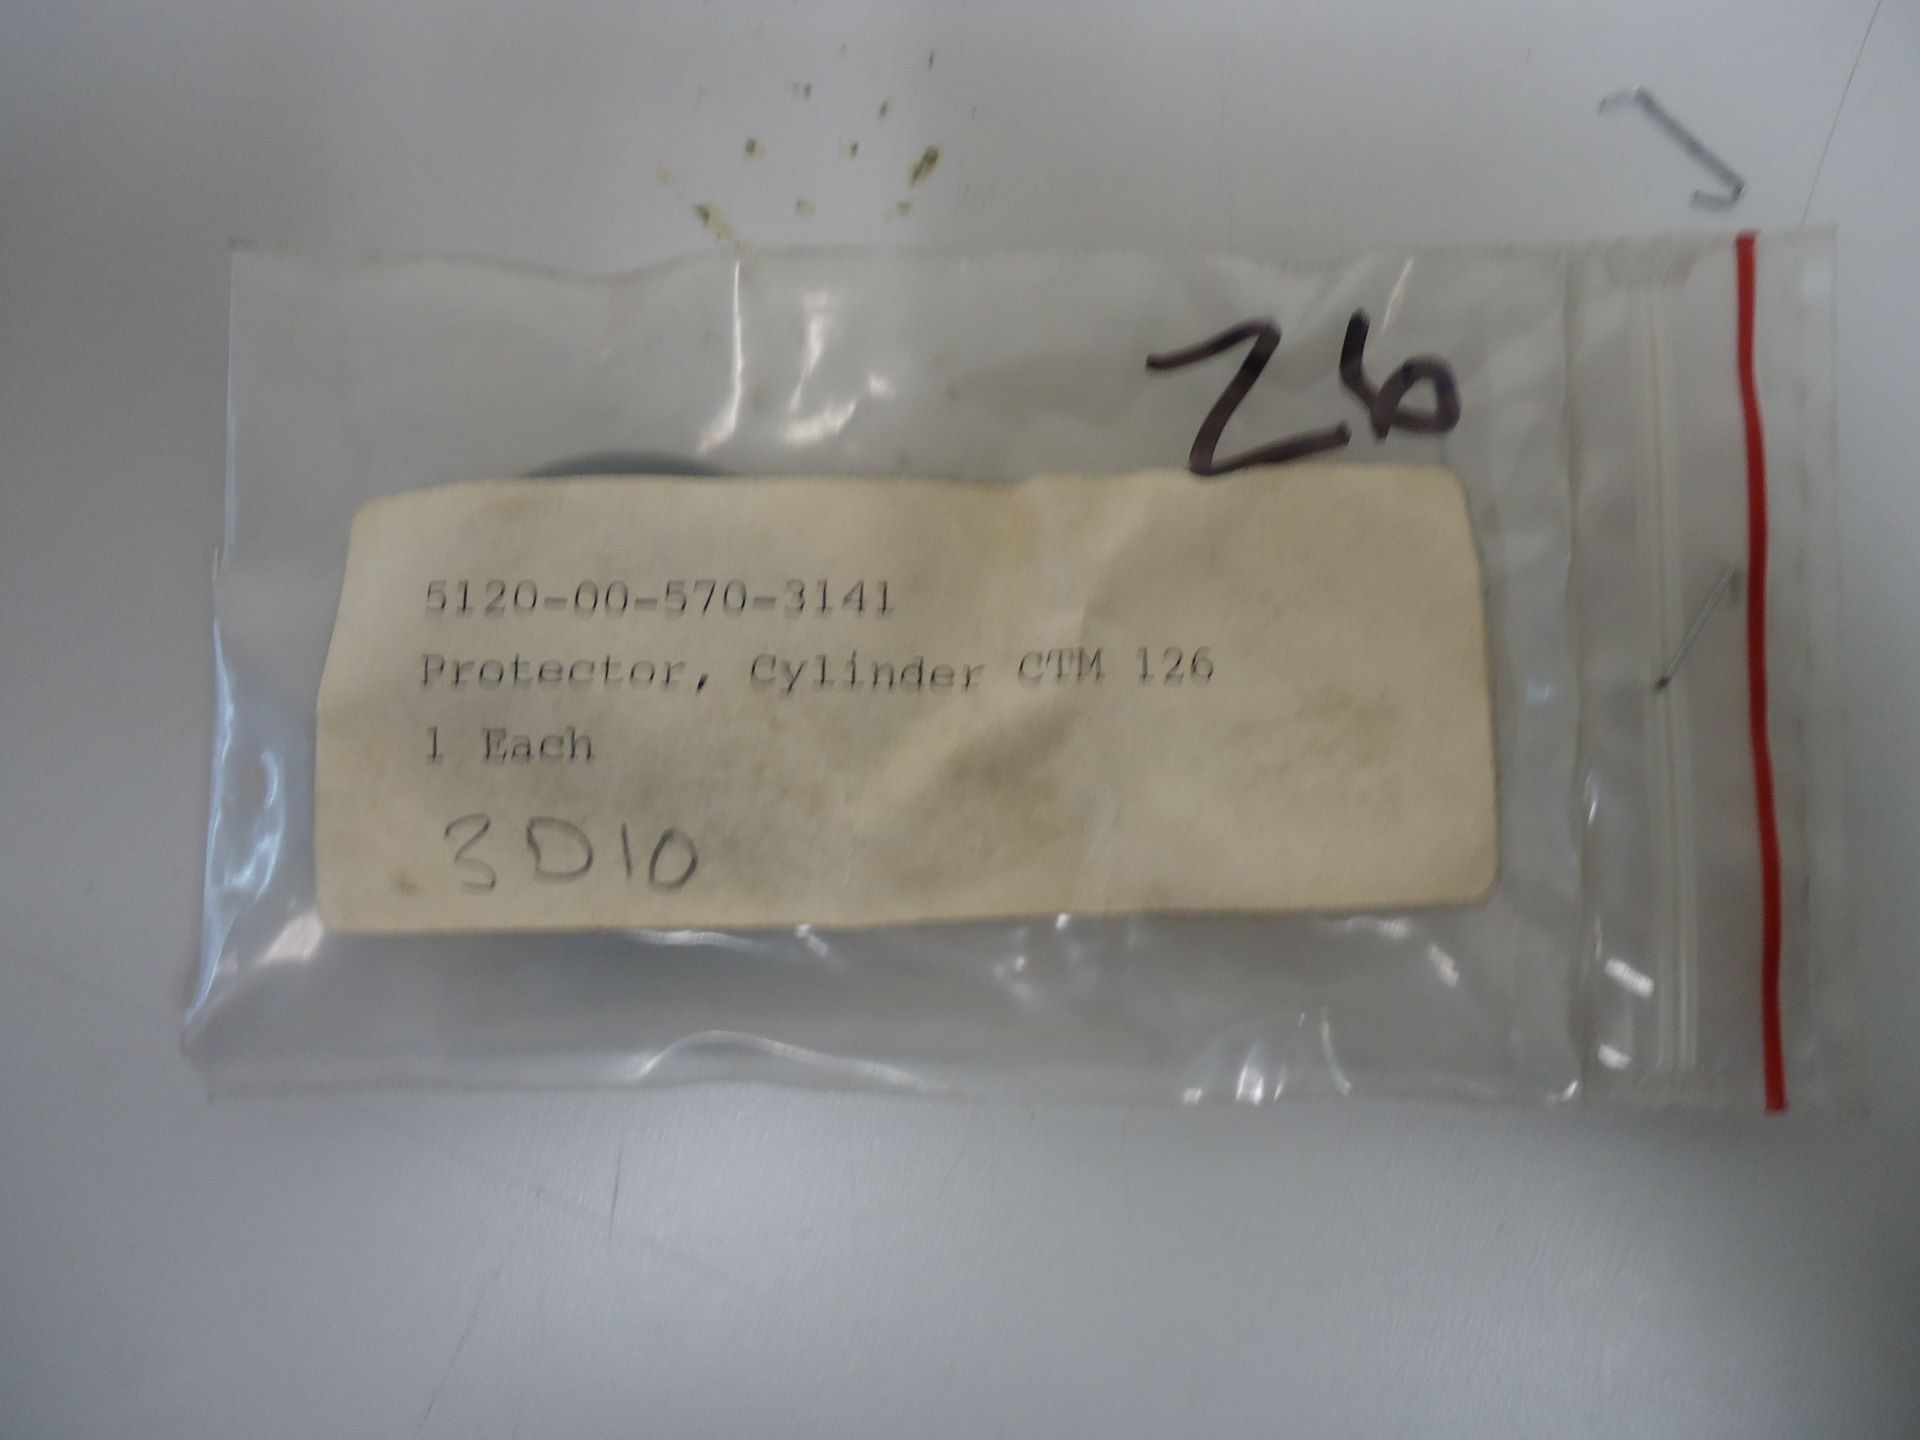 26
5120-00-570-3141
Protector, Cylinder CTM 126
1 Each
3D10